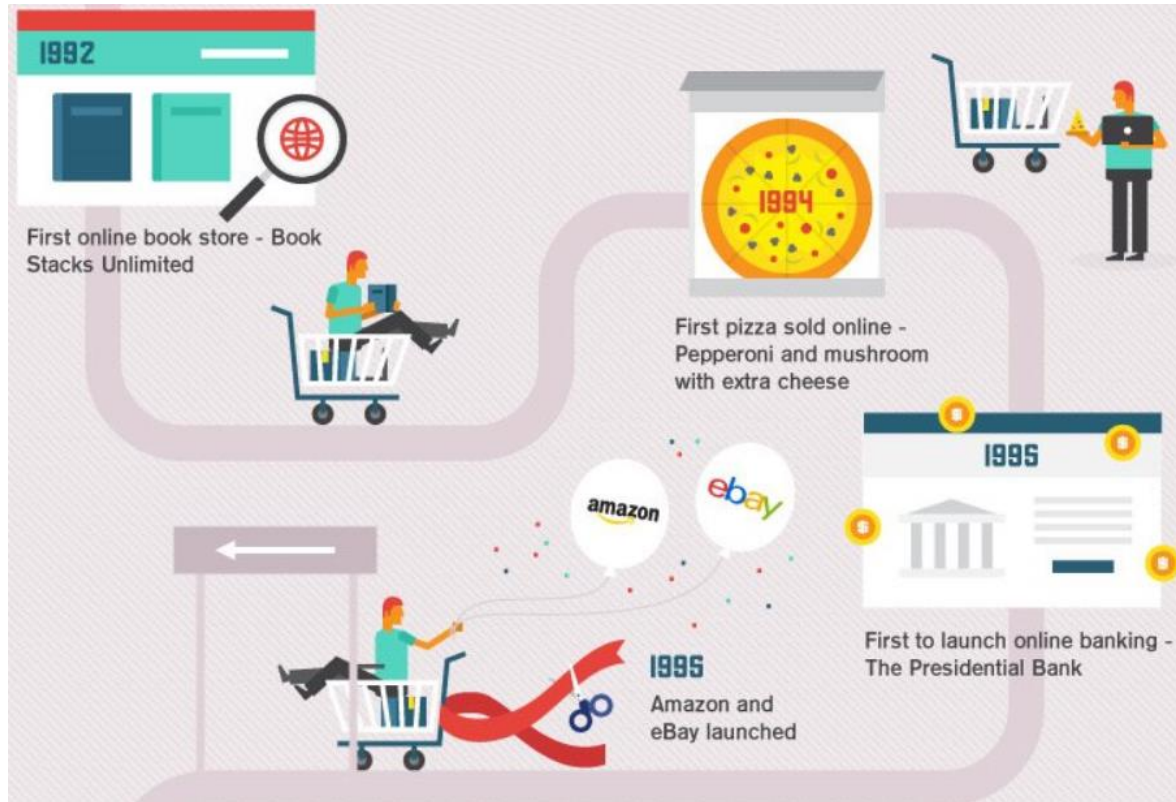 1992
First online book store - Book
Stacks Unlimited
1994
First pizza sold online -
Pepperoni and mushroom
with extra cheese
$
$
$
$
1995
First to launch online banking -
The Presidential Bank
amazon
ebay
1995
Amazon and
eBay launched